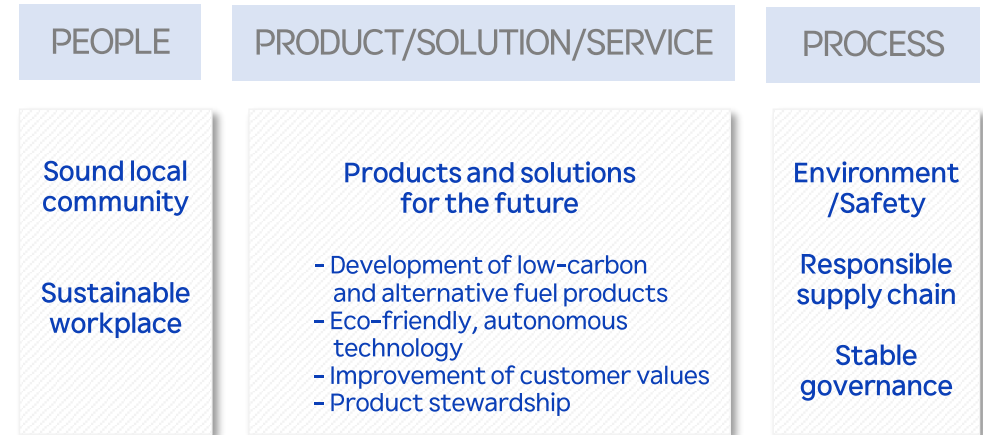 PEOPLE
PRODUCT/SOLUTION/SERVICE
PROCESS
Sound local
community
Sustainable
workplace
Products and solutions
for the future
– Development of low-carbon
and alternative fuel products
– Eco-friendly, autonomous
technology
– Improvement of customer values
– Product stewardship
Environment
/Safety
Responsible
supply chain
Stable
governance